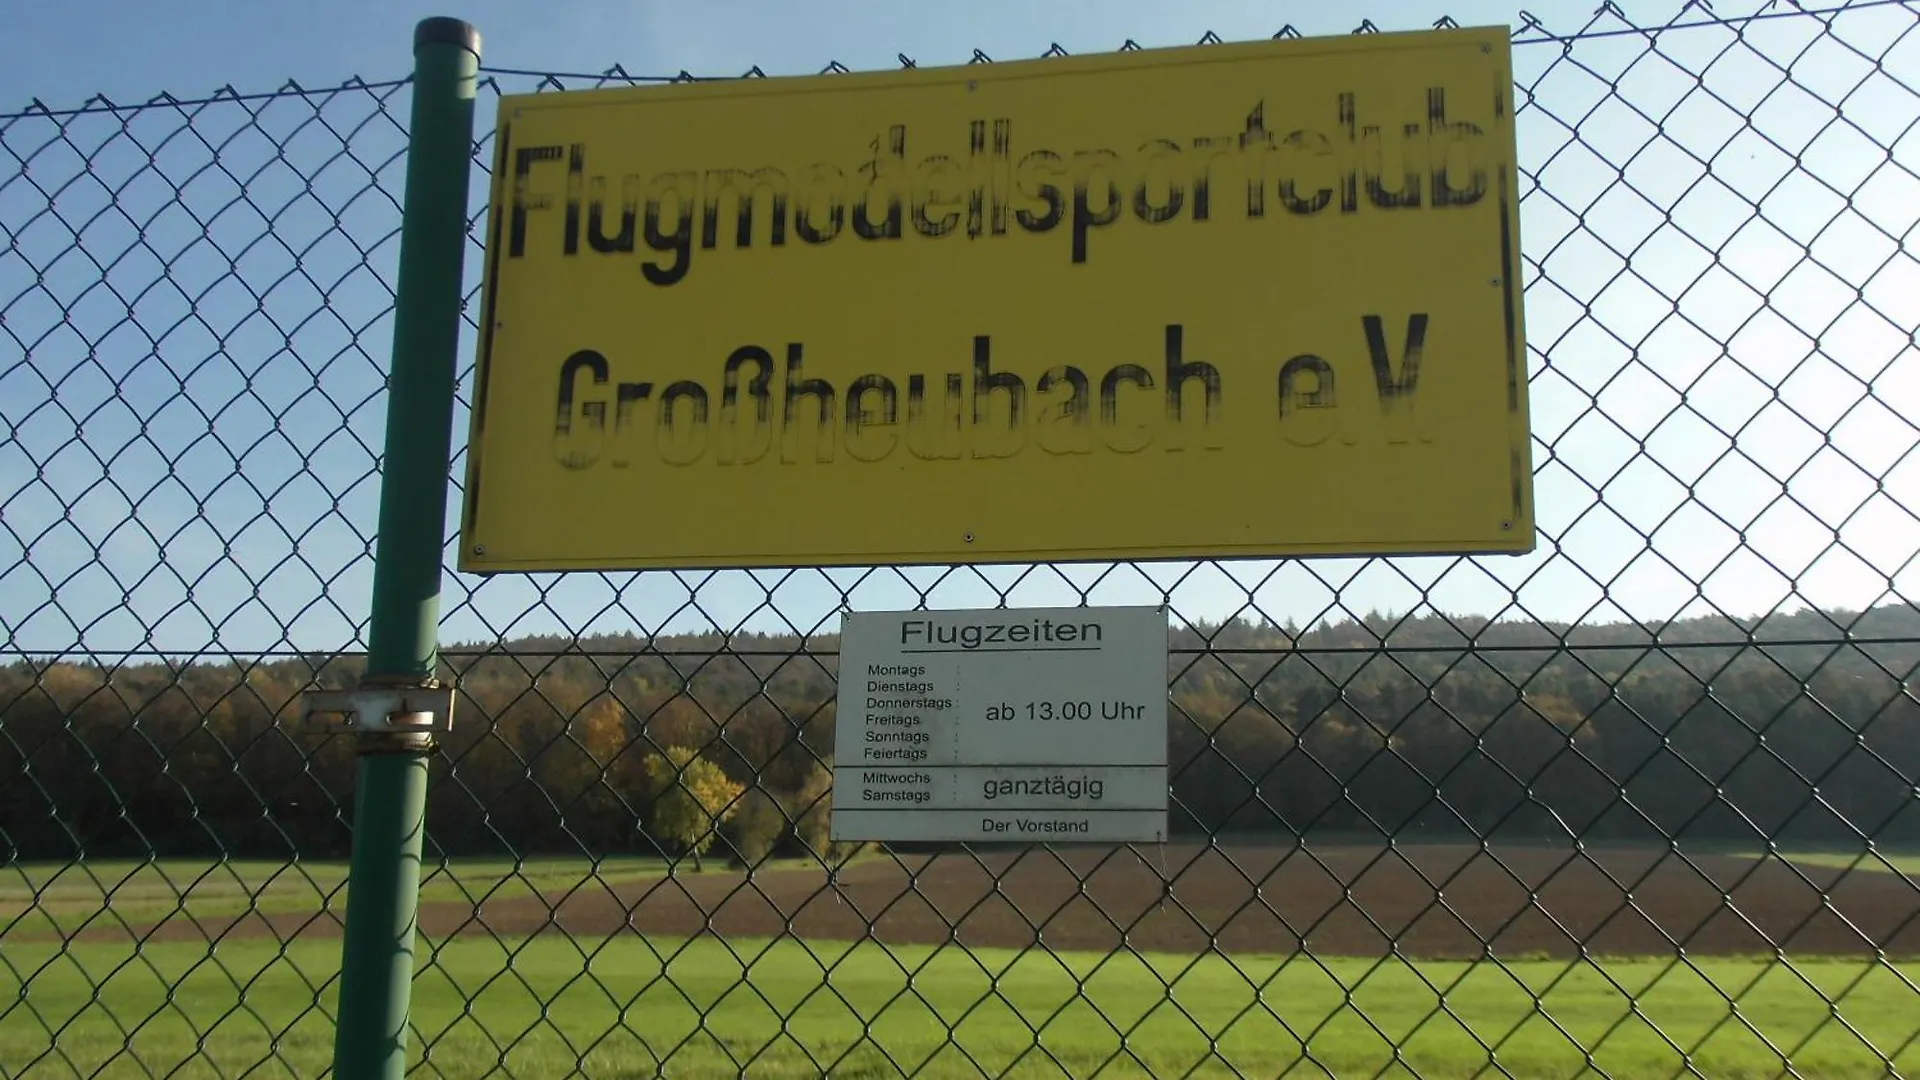 Flugmodellsportclub
Großheubach e.V.
Flugzeiten
Montags :
Dienstags :
Donnerstags :
Freitags :
Sonntags :
Feiertags :
ab 13.00 Uhr
Mittwochs :
Samstags :
ganztägig
Der Vorstand